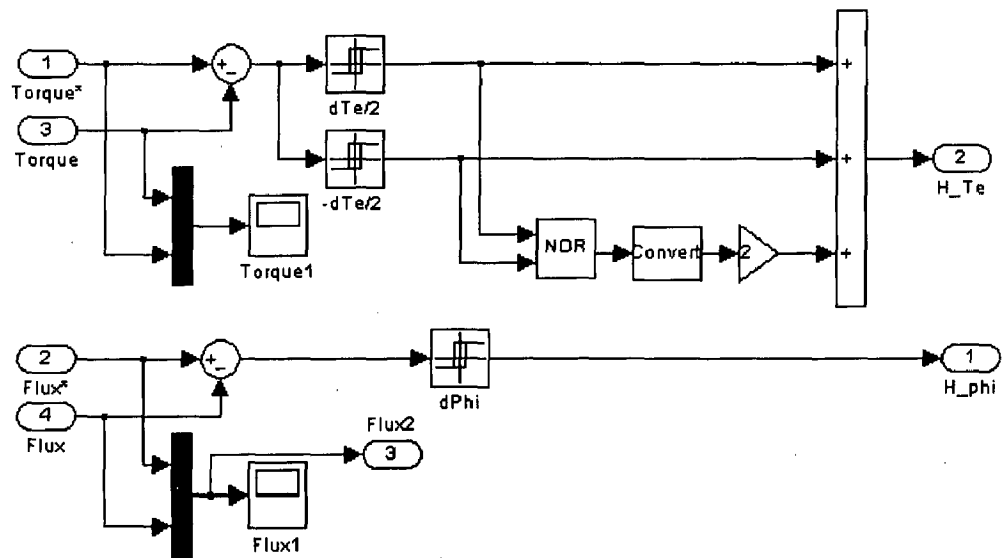 1
Torque*
+
−
dTe/2
+
3
Torque
-dTe/2
+
2
H_Te
Torque1
NOR
Convert
2
+
2
Flux*
+
−
dPhi
1
H_phi
4
Flux
Flux2
3
Flux1